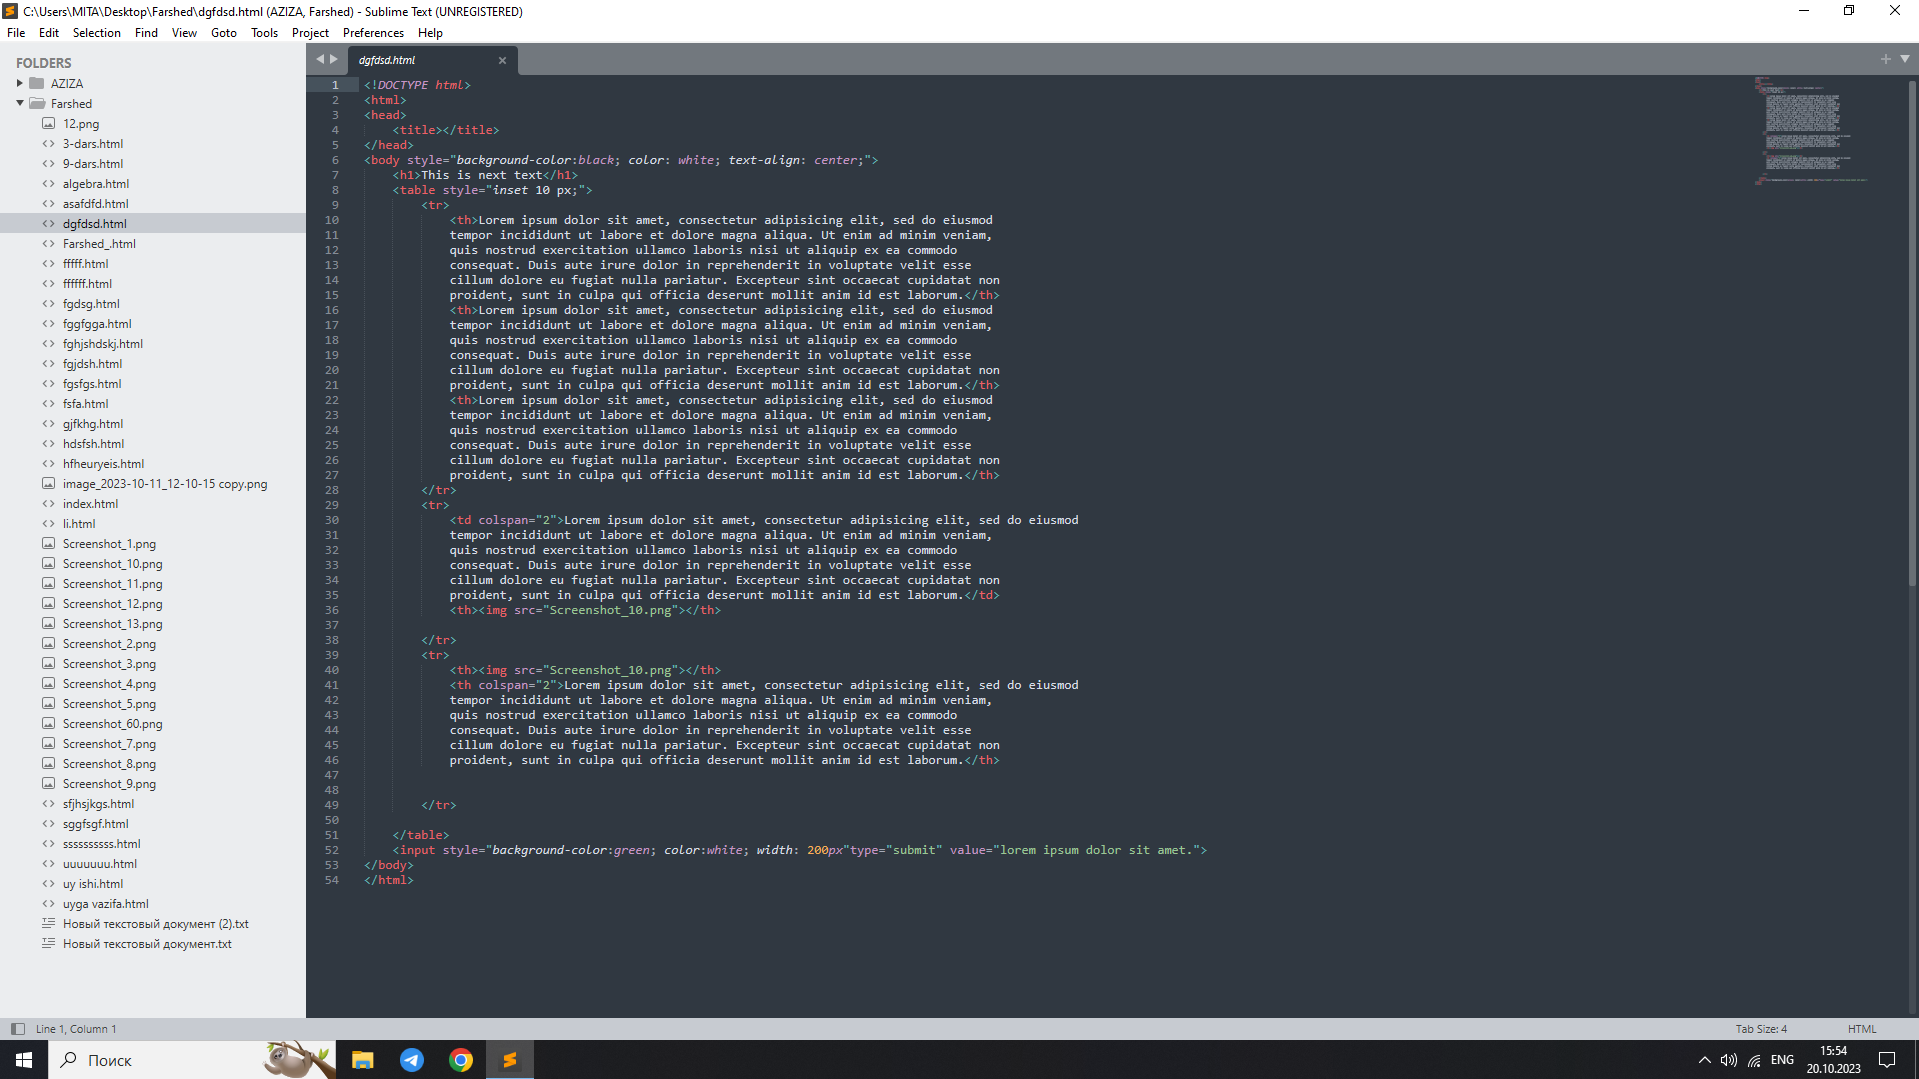 C:\Users\MITA\Desktop\Farshed\dgfdsd.html (AZIZA, Farshed) - Sublime Text (UNREGISTERED)
File Edit Selection Find View Goto Tools Project Preferences Help
FOLDERS
AZIZA
Farshed
12.png
3-dars.html
9-dars.html
algebra.html
asafdfd.html
dgfdsd.html
Farshed_.html
fffff.html
ffffff.html
fgdsg.html
fggfgga.html
fghjshdskj.html
fgjdsh.html
fgsfgs.html
fsfa.html
gjfkhg.html
hdsfsh.html
hfheuryeis.html
image_2023-10-11_12-10-15 copy.png
index.html
li.html
Screenshot_1.png
Screenshot_10.png
Screenshot_11.png
Screenshot_12.png
Screenshot_13.png
Screenshot_2.png
Screenshot_3.png
Screenshot_4.png
Screenshot_5.png
Screenshot_60.png
Screenshot_7.png
Screenshot_8.png
Screenshot_9.png
sfjhsjkgs.html
sggfsgf.html
ssssssssss.html
uuuuuuu.html
uy ishi.html
uyga vazifa.html
Новый текстовый документ (2).txt
Новый текстовый документ.txt
dgfdsd.html
1 <!DOCTYPE html>
2 <html>
3 <head>
4 <title></title>
5 </head>
6 <body style="background-color:black; color: white; text-align: center;">
7 <h1>This is next text</h1>
8 <table style="inset 10 px;">
9 <tr>
10 <th>Lorem ipsum dolor sit amet, consectetur adipisicing elit, sed do eiusmod
11 tempor incididunt ut labore et dolore magna aliqua. Ut enim ad minim veniam,
12 quis nostrud exercitation ullamco laboris nisi ut aliquip ex ea commodo
13 consequat. Duis aute irure dolor in reprehenderit in voluptate velit esse
14 cillum dolore eu fugiat nulla pariatur. Excepteur sint occaecat cupidatat non
15 proident, sunt in culpa qui officia deserunt mollit anim id est laborum.</th>
16 <th>Lorem ipsum dolor sit amet, consectetur adipisicing elit, sed do eiusmod
17 tempor incididunt ut labore et dolore magna aliqua. Ut enim ad minim veniam,
18 quis nostrud exercitation ullamco laboris nisi ut aliquip ex ea commodo
19 consequat. Duis aute irure dolor in reprehenderit in voluptate velit esse
20 cillum dolore eu fugiat nulla pariatur. Excepteur sint occaecat cupidatat non
21 proident, sunt in culpa qui officia deserunt mollit anim id est laborum.</th>
22 <th>Lorem ipsum dolor sit amet, consectetur adipisicing elit, sed do eiusmod
23 tempor incididunt ut labore et dolore magna aliqua. Ut enim ad minim veniam,
24 quis nostrud exercitation ullamco laboris nisi ut aliquip ex ea commodo
25 consequat. Duis aute irure dolor in reprehenderit in voluptate velit esse
26 cillum dolore eu fugiat nulla pariatur. Excepteur sint occaecat cupidatat non
27 proident, sunt in culpa qui officia deserunt mollit anim id est laborum.</th>
28 </tr>
29 <tr>
30 <td colspan="2">Lorem ipsum dolor sit amet, consectetur adipisicing elit, sed do eiusmod
31 tempor incididunt ut labore et dolore magna aliqua. Ut enim ad minim veniam,
32 quis nostrud exercitation ullamco laboris nisi ut aliquip ex ea commodo
33 consequat. Duis aute irure dolor in reprehenderit in voluptate velit esse
34 cillum dolore eu fugiat nulla pariatur. Excepteur sint occaecat cupidatat non
35 proident, sunt in culpa qui officia deserunt mollit anim id est laborum.</td>
36 <th><img src="Screenshot_10.png"></th>
37
38 </tr>
39 <tr>
40 <th><img src="Screenshot_10.png"></th>
41 <th colspan="2">Lorem ipsum dolor sit amet, consectetur adipisicing elit, sed do eiusmod
42 tempor incididunt ut labore et dolore magna aliqua. Ut enim ad minim veniam,
43 quis nostrud exercitation ullamco laboris nisi ut aliquip ex ea commodo
44 consequat. Duis aute irure dolor in reprehenderit in voluptate velit esse
45 cillum dolore eu fugiat nulla pariatur. Excepteur sint occaecat cupidatat non
46 proident, sunt in culpa qui officia deserunt mollit anim id est laborum.</th>
47
48
49 </tr>
50
51 </table>
52 <input style="background-color:green; color:white; width: 200px"type="submit" value="lorem ipsum dolor sit amet.">
53 </body>
54 </html>
Line 1, Column 1
Tab Size: 4 HTML
Поиск
ENG
15:54
20.10.2023